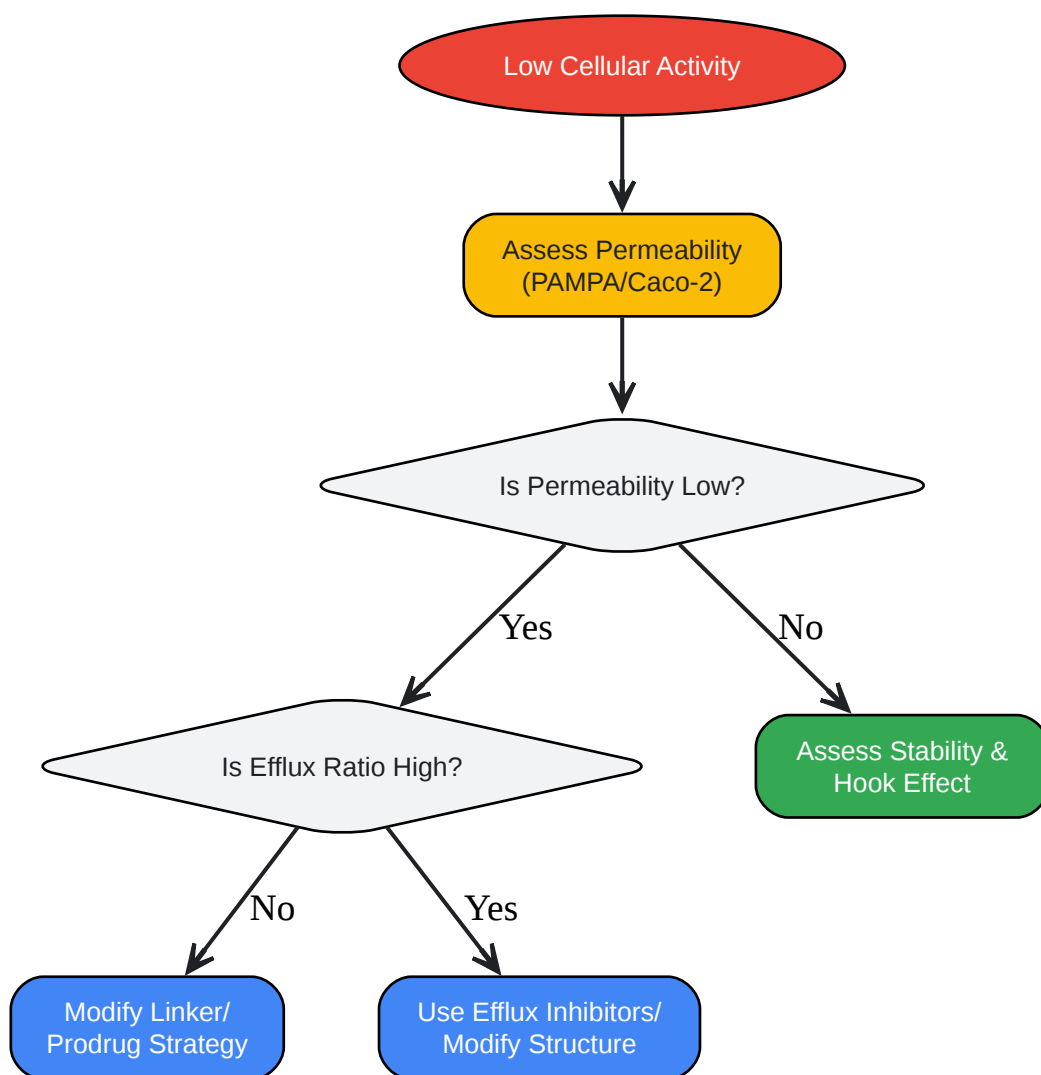 Low Cellular Activity
Assess Permeability
(PAMPA/Caco-2)
Is Permeability Low?
Yes
No
Is Efflux Ratio High?
Assess Stability &
Hook Effect
No
Yes
Modify Linker/
Prodrug Strategy
Use Efflux Inhibitors/
Modify Structure